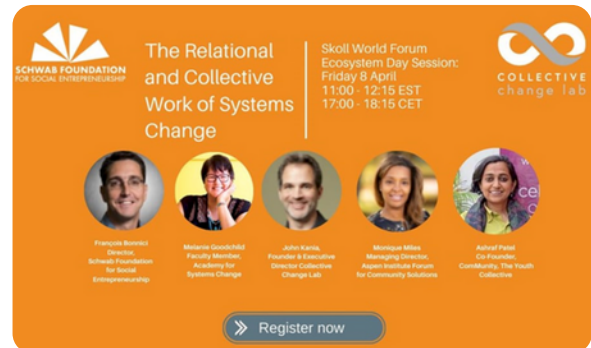 SCHWAB FOUNDATION
FOR SOCIAL ENTREPRENEURSHIP
The Relational
and Collective
Work of Systems
Change
Skoll World Forum
Ecosystem Day Session:
Friday 8 April
11:00 - 12:15 EST
17:00 - 18:15 CET
COLLECTIVE
change lab
François Bonnici
Director,
Schwab Foundation
for Social
Entrepreneurship
Melanie Goodchild
Faculty Member,
Academy for
Systems Change
John Kania,
Founder & Executive
Director Collective
Change Lab
Monique Miles
Managing Director,
Aspen Institute Forum
for Community Solutions
Ashraf Patel
Co-Founder,
ComMunity, The Youth
Collective
Register now